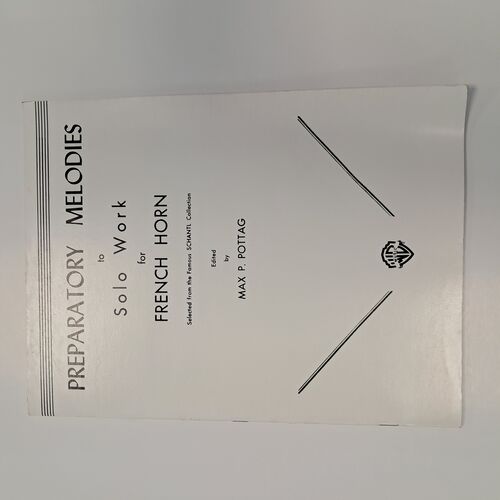 PREPARATORY MELODIES
to
Solo Work
for
FRENCH HORN
Selected from the Famous SCHANTL Collection
Edited
by
MAX P. POTTAG